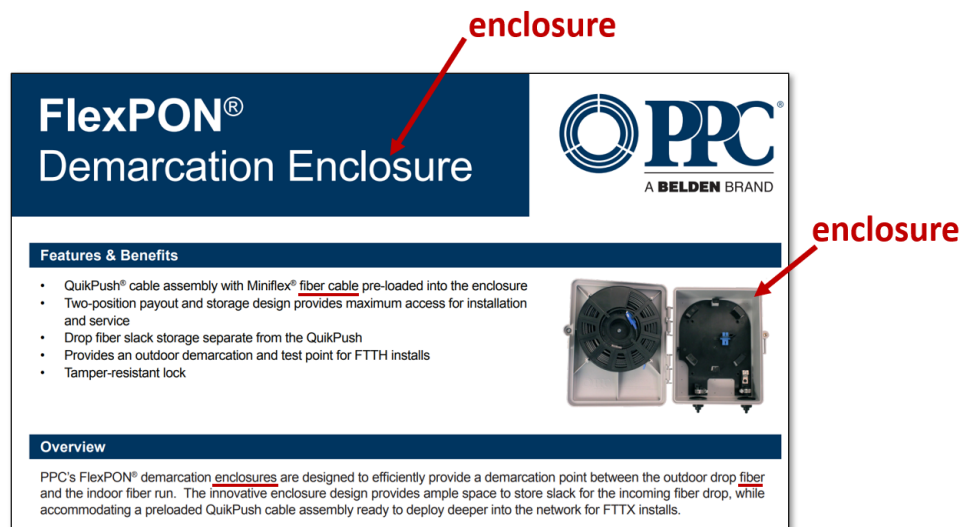 enclosure
FlexPON®
Demarcation Enclosure
PPC®
A BELDEN BRAND
enclosure
Features & Benefits
• QuikPush® cable assembly with Miniflex® fiber cable pre-loaded into the enclosure
• Two-position payout and storage design provides maximum access for installation
and service
• Drop fiber slack storage separate from the QuikPush
• Provides an outdoor demarcation and test point for FTTH installs
• Tamper-resistant lock
Overview
PPC's FlexPON® demarcation enclosures are designed to efficiently provide a demarcation point between the outdoor drop fiber
and the indoor fiber run. The innovative enclosure design provides ample space to store slack for the incoming fiber drop, while
accommodating a preloaded QuikPush cable assembly ready to deploy deeper into the network for FTTX installs.